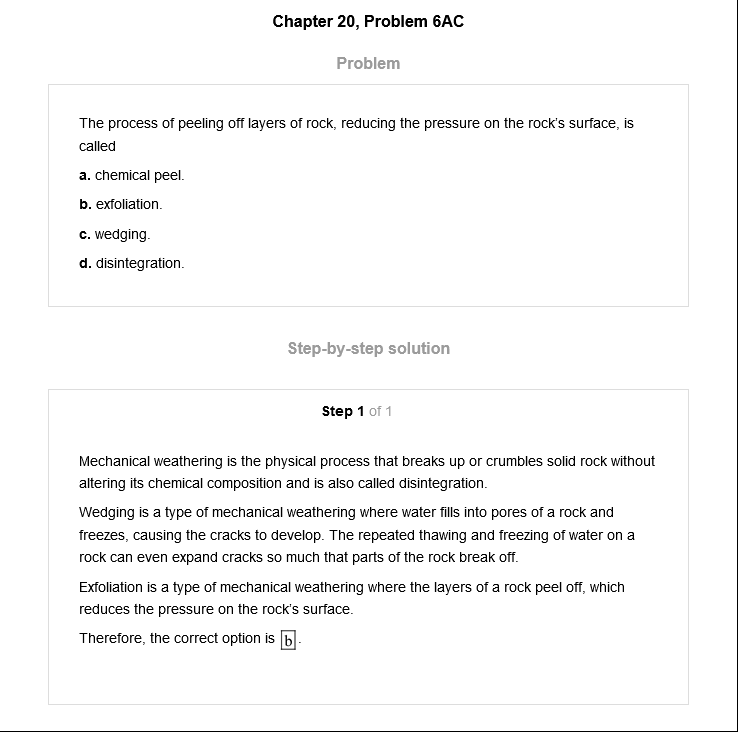 Chapter 20, Problem 6AC
Problem
The process of peeling off layers of rock, reducing the pressure on the rock's surface, is
called
a. chemical peel.
b. exfoliation.
c. wedging.
d. disintegration.
Step-by-step solution
Step 1 of 1
Mechanical weathering is the physical process that breaks up or crumbles solid rock without
altering its chemical composition and is also called disintegration.
Wedging is a type of mechanical weathering where water fills into pores of a rock and
freezes, causing the cracks to develop. The repeated thawing and freezing of water on a
rock can even expand cracks so much that parts of the rock break off.
Exfoliation is a type of mechanical weathering where the layers of a rock peel off, which
reduces the pressure on the rock's surface.
Therefore, the correct option is b.